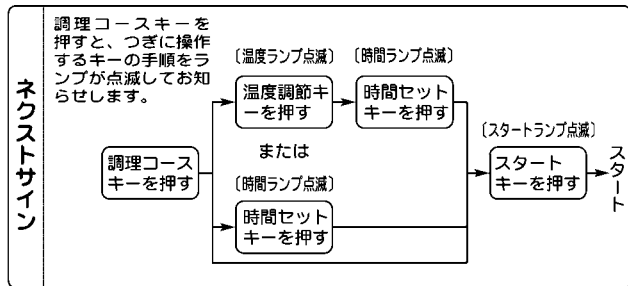 ネクストサイン
調理コースキーを
押すと、つぎに操作
するキーの手順をラ
ンプが点滅してお知
らせします。
〔温度ランプ点滅〕
温度調節キ
ーを押す
〔時間ランプ点滅〕
時間セット
キーを押す
または
調理コース
キーを押す
〔時間ランプ点滅〕
時間セット
キーを押す
〔スタートランプ点滅〕
スタート
キーを押す
スタート